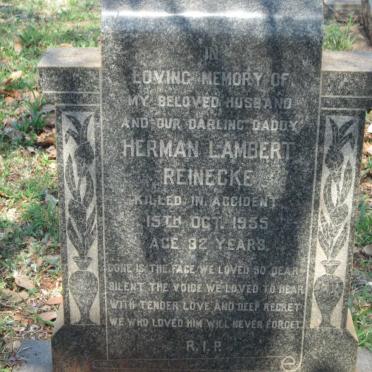 IN
LOVING MEMORY OF
MY BELOVED HUSBAND
AND OUR DARLING DADDY
HERMAN LAMBERT
REINECKE
KILLED IN ACCIDENT
15TH OCT. 1955
AGE 32 YEARS.
GONE IS THE FACE WE LOVED SO DEAR
SILENT THE VOICE WE LOVED TO HEAR
WITH TENDER LOVE AND DEEP REGRET
WE WHO LOVED HIM WILL NEVER FORGET
R.I.P.